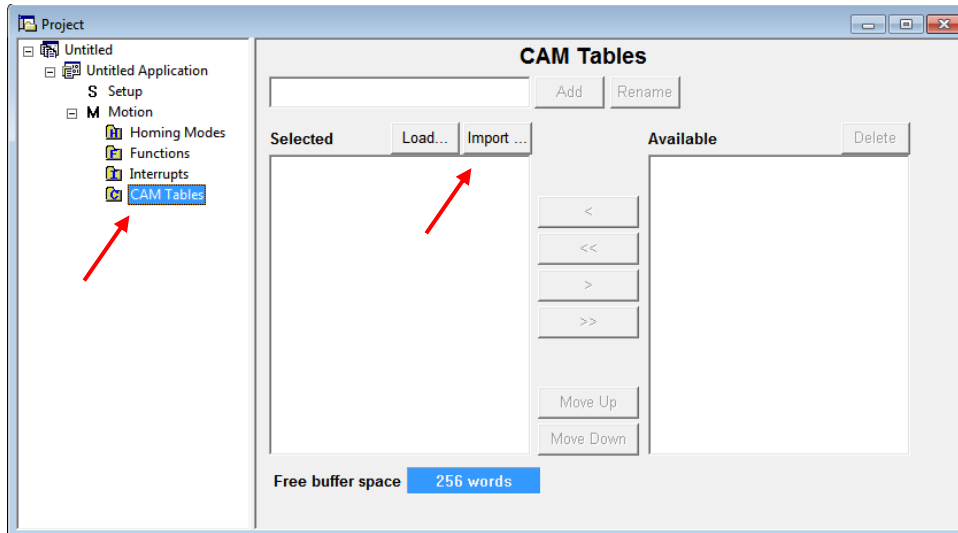 Project
Untitled
Untitled Application
S Setup
M Motion
H Homing Modes
F Functions
I Interrupts
C CAM Tables
CAM Tables
Add Rename
Selected Load... Import ... Available Delete
<
<<
>
>>
Move Up
Move Down
Free buffer space 256 words